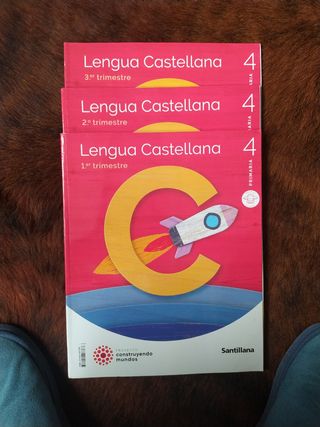 Lengua Castellana 4
3.er trimestre
Lengua Castellana 4
2.º trimestre
Lengua Castellana 4
1.er trimestre
PRIMARIA
C
PROYECTO
construyendo
mundos
Santillana